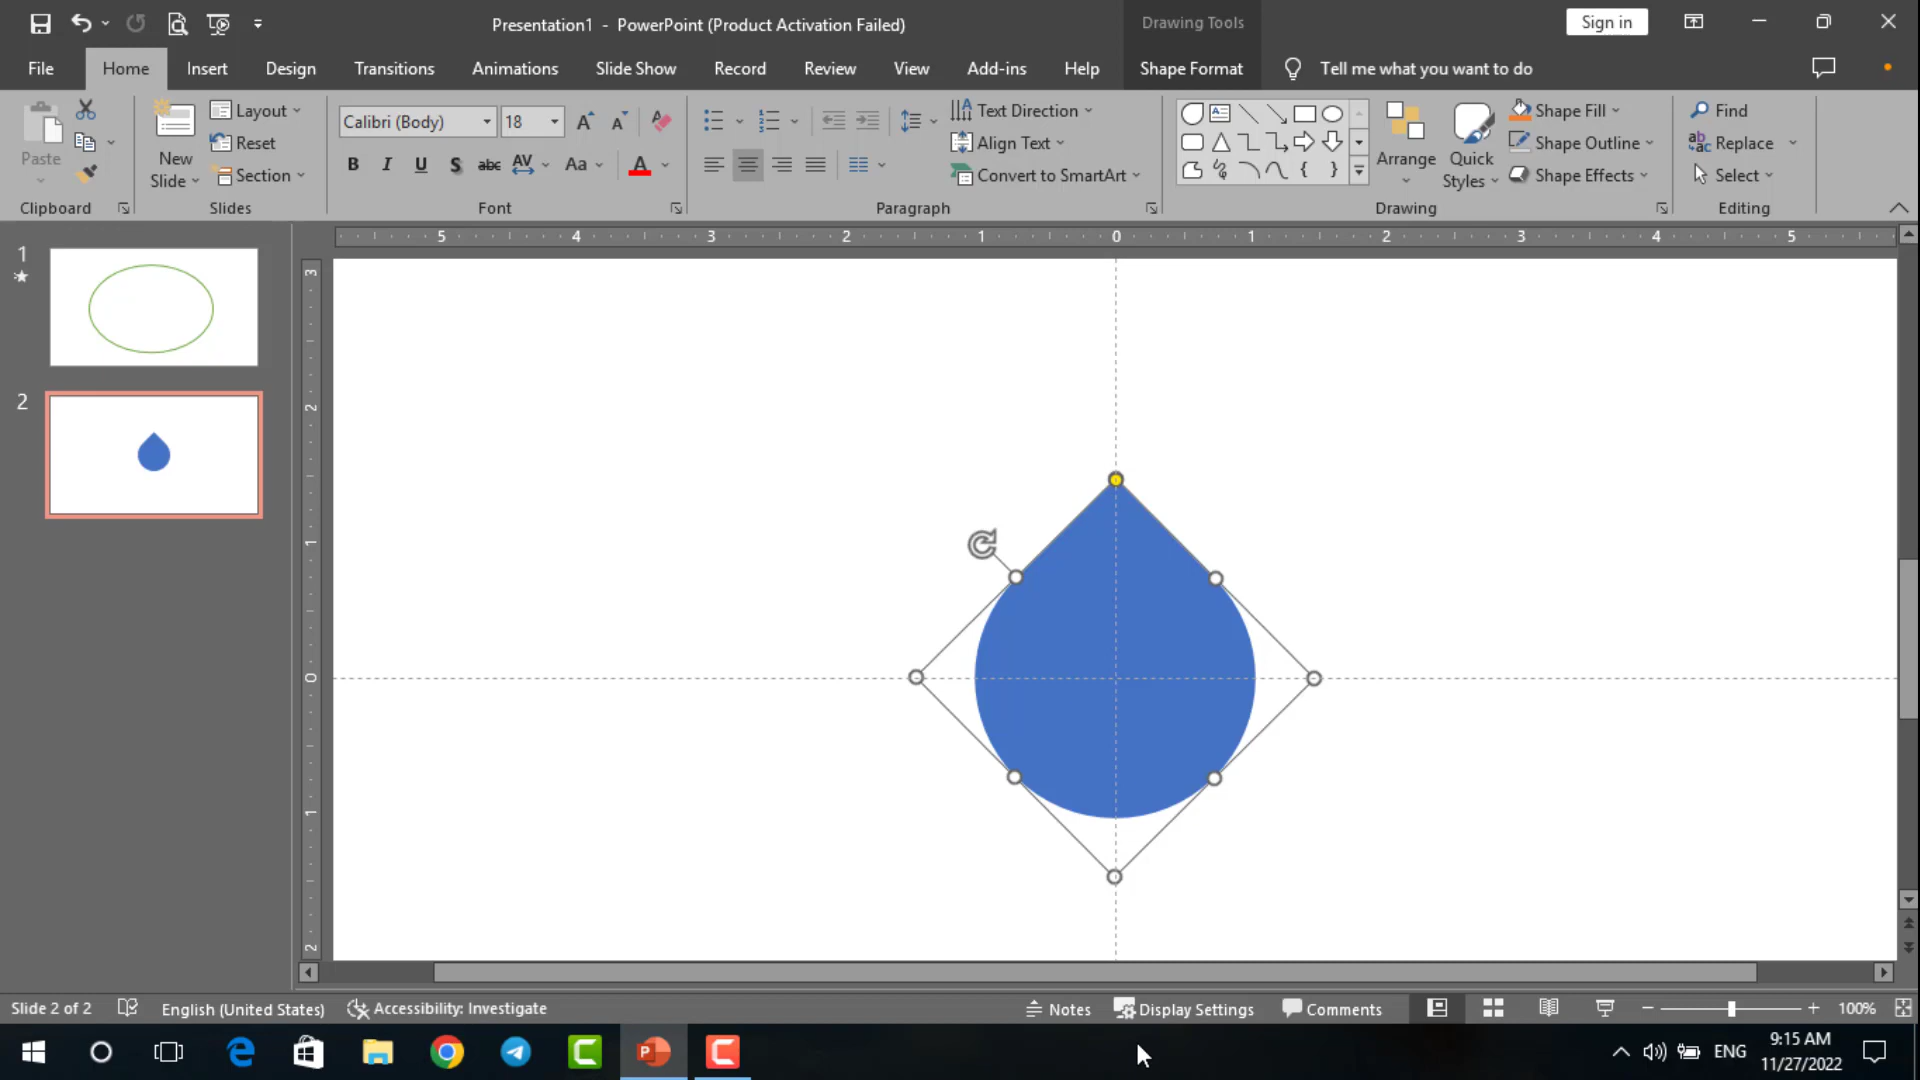 Presentation1 - PowerPoint (Product Activation Failed)
Drawing Tools
Sign in
File Home Insert Design Transitions Animations Slide Show Record Review View Add-ins Help Shape Format Tell me what you want to do
Paste
New
Slide
Layout
Reset
Section
Calibri (Body) 18
B I U S abc AV Aa A
Text Direction
Align Text
Convert to SmartArt
Arrange
Quick
Styles
Shape Fill
Shape Outline
Shape Effects
Find
Replace
Select
Clipboard Slides Font Paragraph Drawing Editing
5 4 3 2 1 0 1 2 3 4 5
3
2
1
0
1
2
1
2
Slide 2 of 2 English (United States) Accessibility: Investigate Notes Display Settings Comments 100%
ENG
9:15 AM
11/27/2022